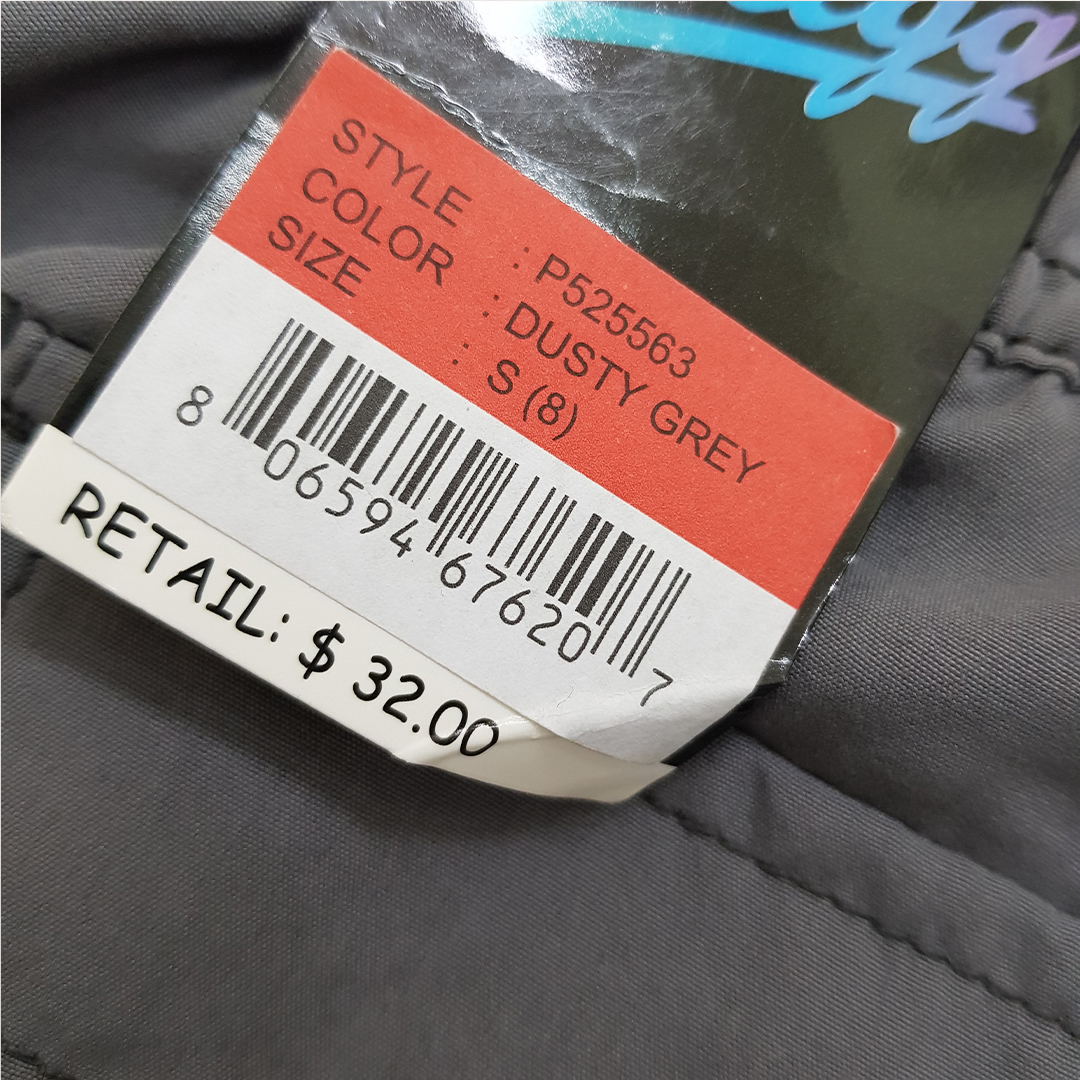 STYLE : P525563
COLOR : DUSTY GREY
SIZE : S (8)
8 06594 67620 7
RETAIL: $ 32.00